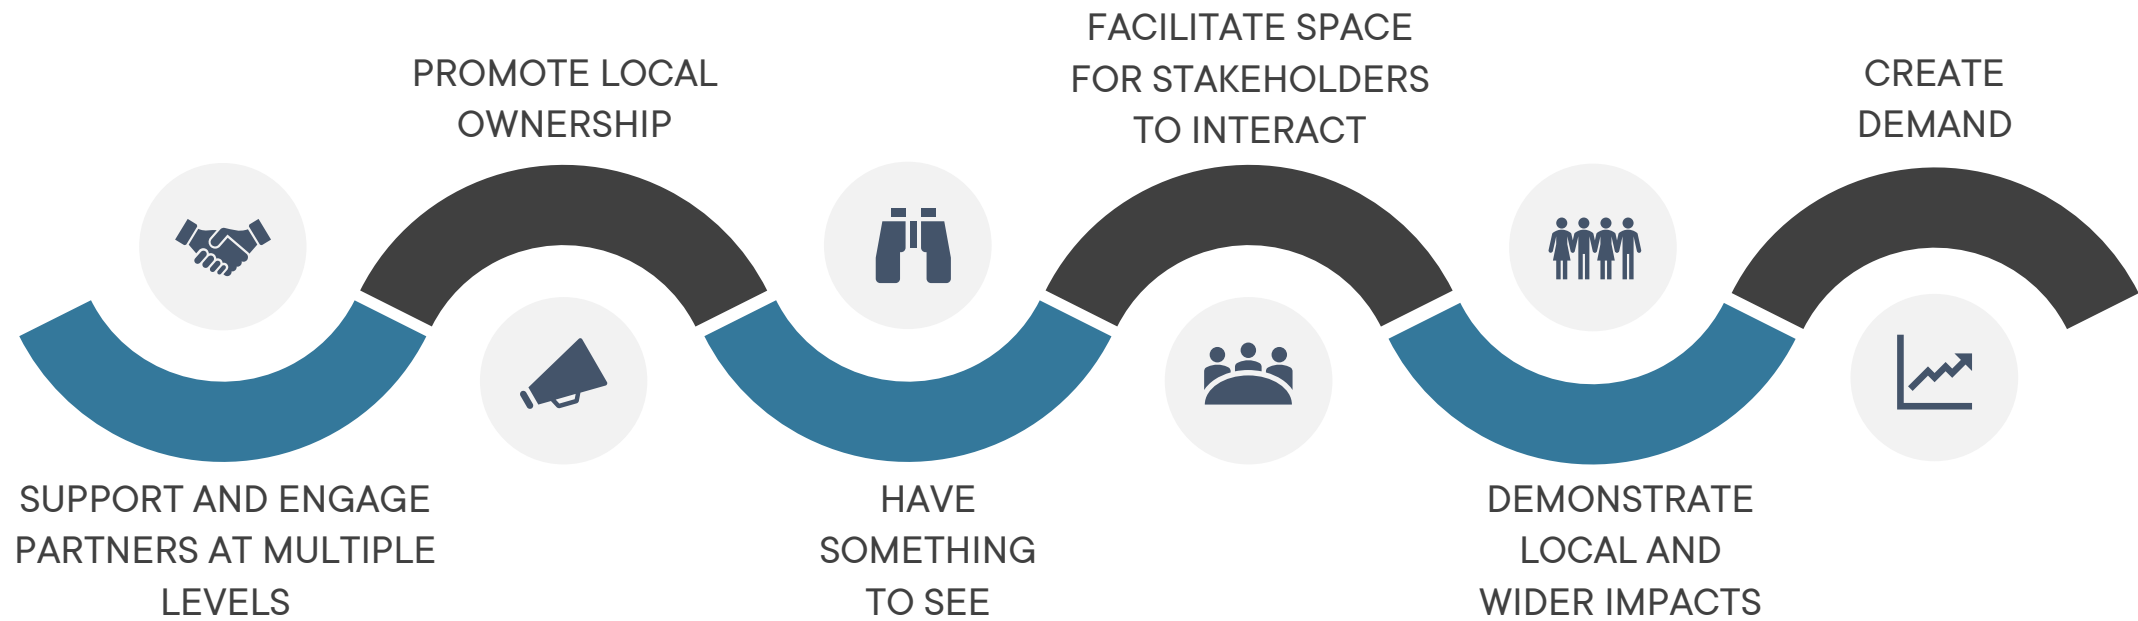 SUPPORT AND ENGAGE
PARTNERS AT MULTIPLE
LEVELS
PROMOTE LOCAL
OWNERSHIP
HAVE
SOMETHING
TO SEE
FACILITATE SPACE
FOR STAKEHOLDERS
TO INTERACT
DEMONSTRATE
LOCAL AND
WIDER IMPACTS
CREATE
DEMAND